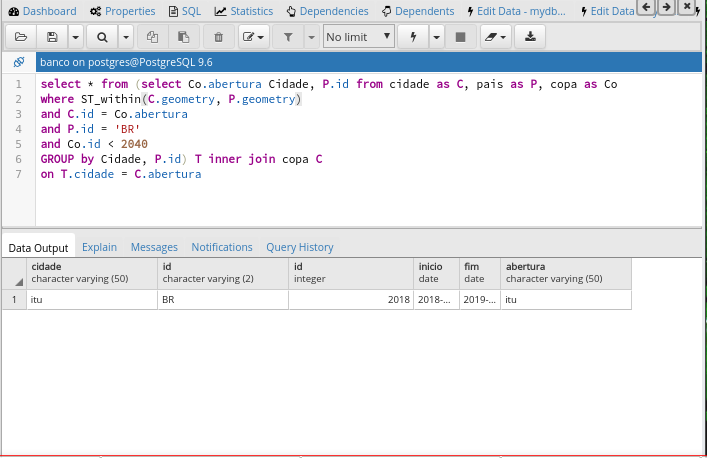 Dashboard Properties SQL Statistics Dependencies Dependents Edit Data - mydb... Edit Data
No limit
banco on postgres@PostgreSQL 9.6
1 select * from (select Co.abertura Cidade, P.id from cidade as C, pais as P, copa as Co
2 where ST_within(C.geometry, P.geometry)
3 and C.id = Co.abertura
4 and P.id = 'BR'
5 and Co.id < 2040
6 GROUP by Cidade, P.id) T inner join copa C
7 on T.cidade = C.abertura
Data Output Explain Messages Notifications Query History
cidade id id inicio fim abertura
character varying (50) character varying (2) integer date date character varying (50)
1 itu BR 2018 2018-... 2019-... itu